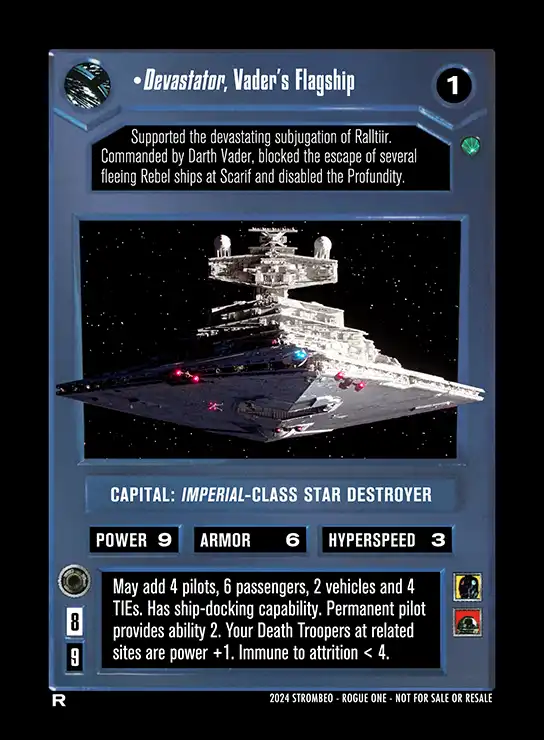 •Devastator, Vader's Flagship
1
Supported the devastating subjugation of Ralltiir.
Commanded by Darth Vader, blocked the escape of several
fleeing Rebel ships at Scarif and disabled the Profundity.
CAPITAL: IMPERIAL-CLASS STAR DESTROYER
POWER 9
ARMOR 6
HYPERSPEED 3
May add 4 pilots, 6 passengers, 2 vehicles and 4
TIEs. Has ship-docking capability. Permanent pilot
provides ability 2. Your Death Troopers at related
sites are power +1. Immune to attrition < 4.
8
9
R
2024 STROMBEO - ROGUE ONE - NOT FOR SALE OR RESALE